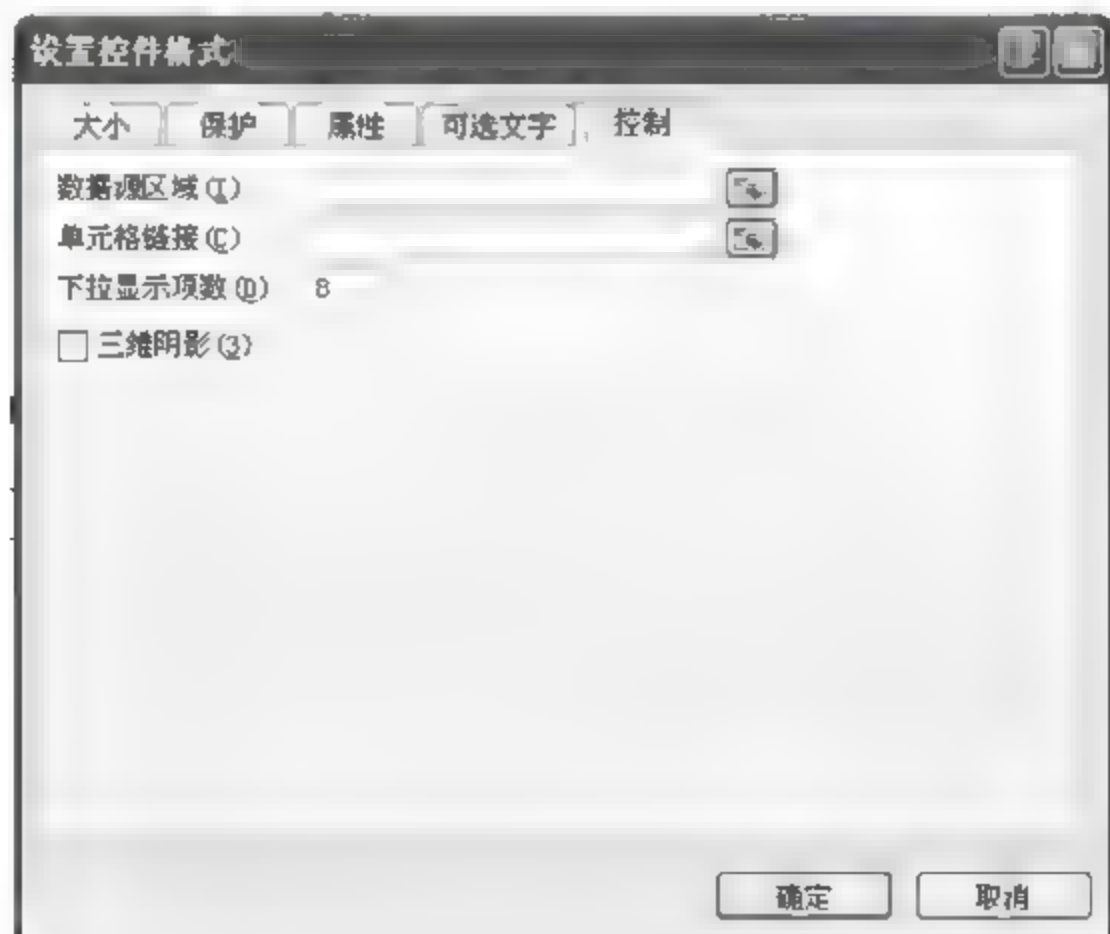 设置控件格式
大小 保护 属性 可选文字 控制
数据源区域(I)
单元格链接(C)
下拉显示项数(D) 8
三维阴影(3)
确定 取消